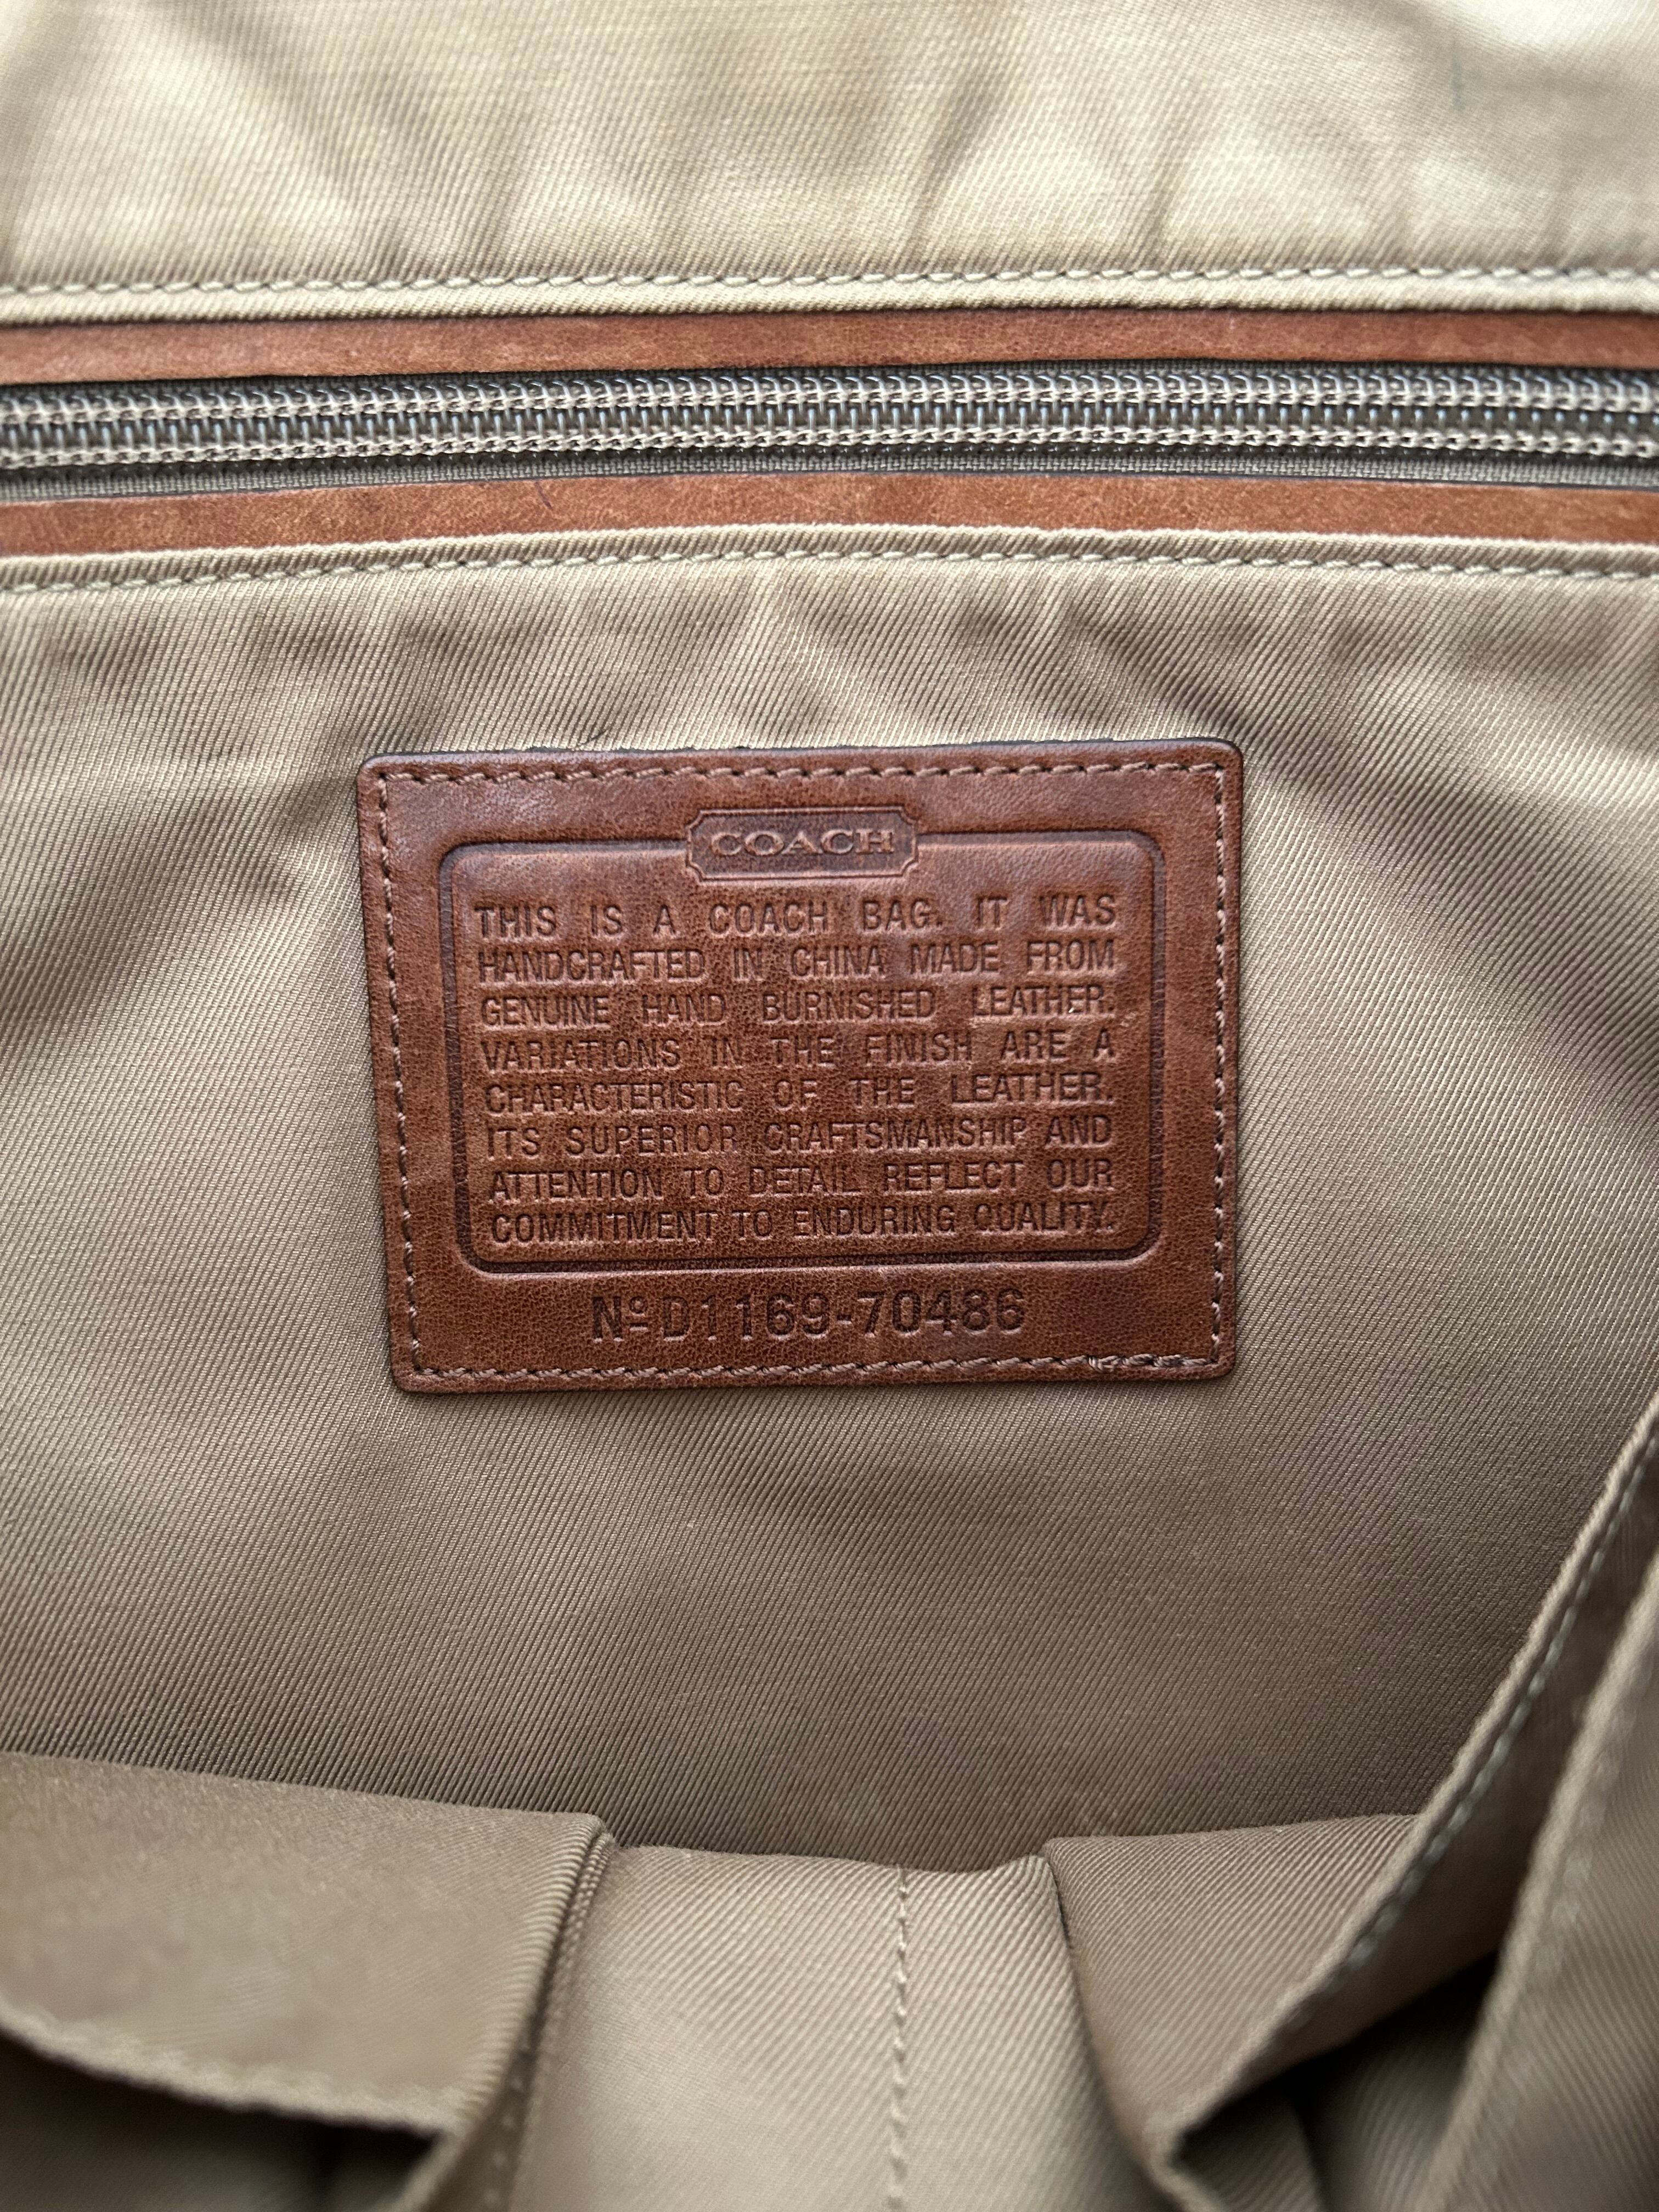 COACH
THIS IS A COACH BAG. IT WAS
HANDCRAFTED IN CHINA MADE FROM
GENUINE HAND BURNISHED LEATHER.
VARIATIONS IN THE FINISH ARE A
CHARACTERISTIC OF THE LEATHER.
ITS SUPERIOR CRAFTSMANSHIP AND
ATTENTION TO DETAIL REFLECT OUR
COMMITMENT TO ENDURING QUALITY.
Nº D1169-70486